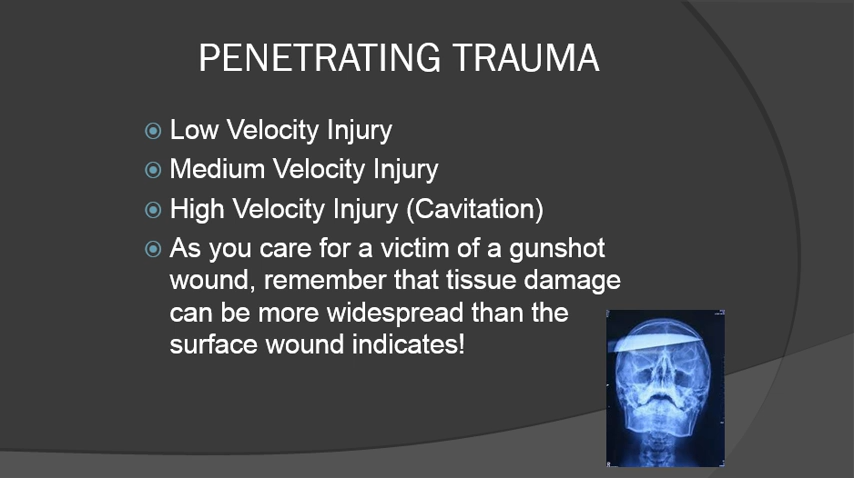 PENETRATING TRAUMA
Low Velocity Injury
Medium Velocity Injury
High Velocity Injury (Cavitation)
As you care for a victim of a gunshot
wound, remember that tissue damage
can be more widespread than the
surface wound indicates!